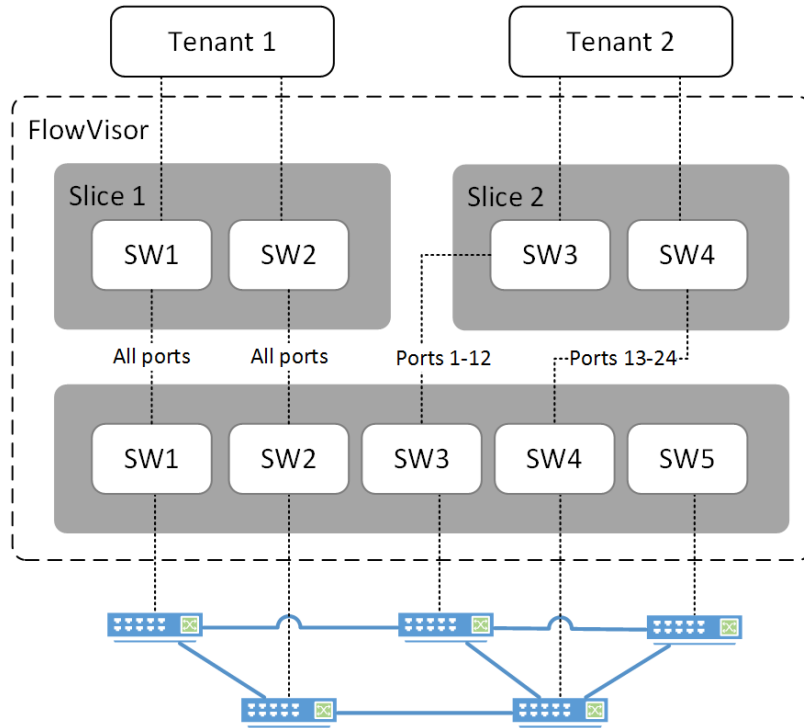 Tenant 1
Tenant 2
FlowVisor
Slice 1
Slice 2
SW1
SW2
SW3
SW4
All ports
All ports
Ports 1-12
Ports 13-24
SW1
SW2
SW3
SW4
SW5